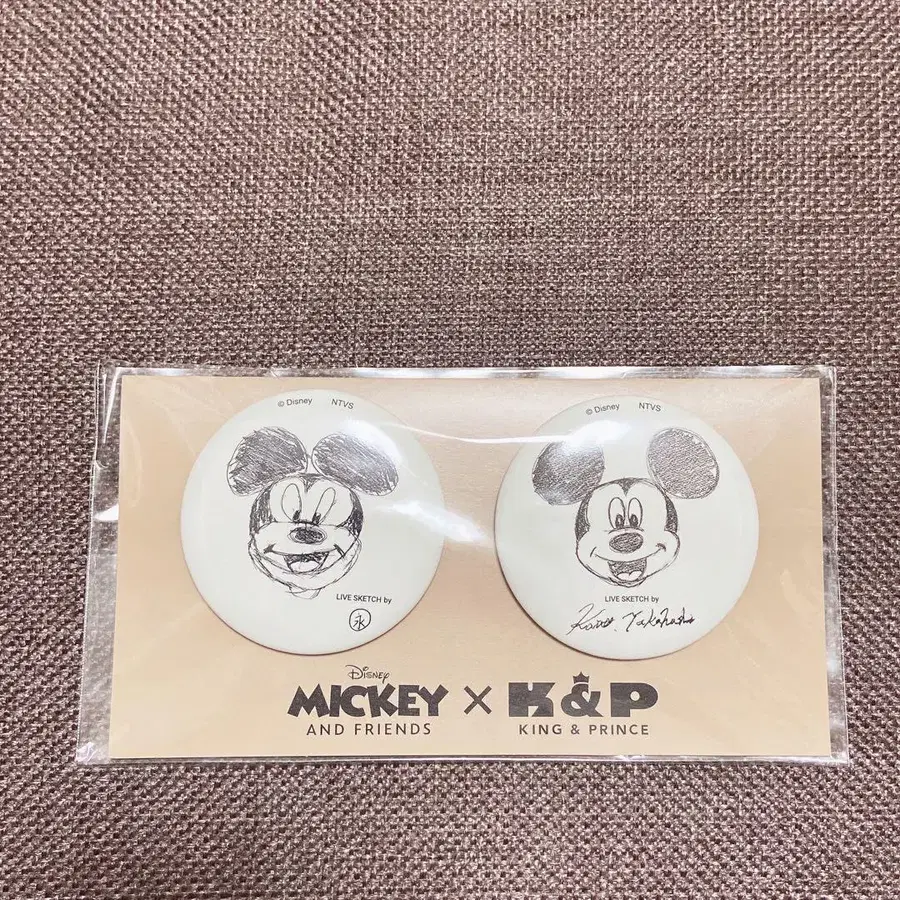 © Disney NTVS
LIVE SKETCH by
永
© Disney NTVS
LIVE SKETCH by
Kaito. Takahashi
Disney
MICKEY
AND FRIENDS
×
K&P
KING & PRINCE